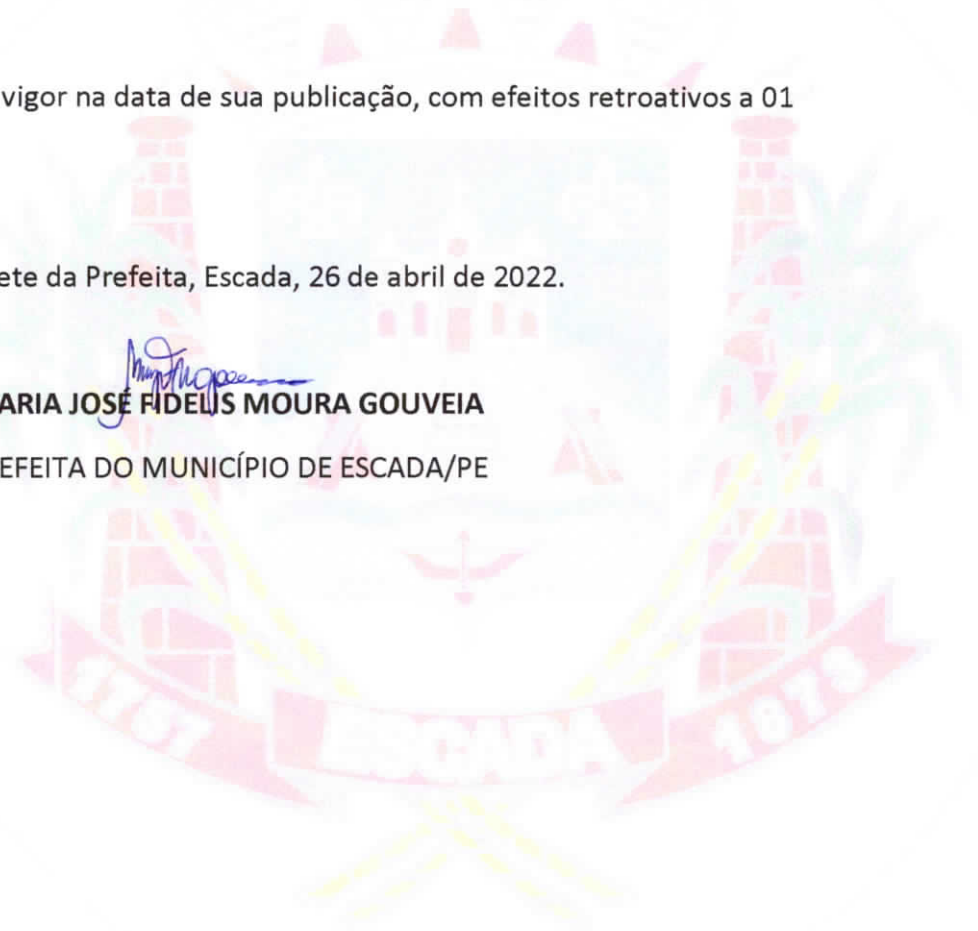 vigor na data de sua publicação, com efeitos retroativos a 01
ete da Prefeita, Escada, 26 de abril de 2022.
ARIA JOSÉ FIDELIS MOURA GOUVEIA
EFEITA DO MUNICÍPIO DE ESCADA/PE
1757 ESCADA 1873